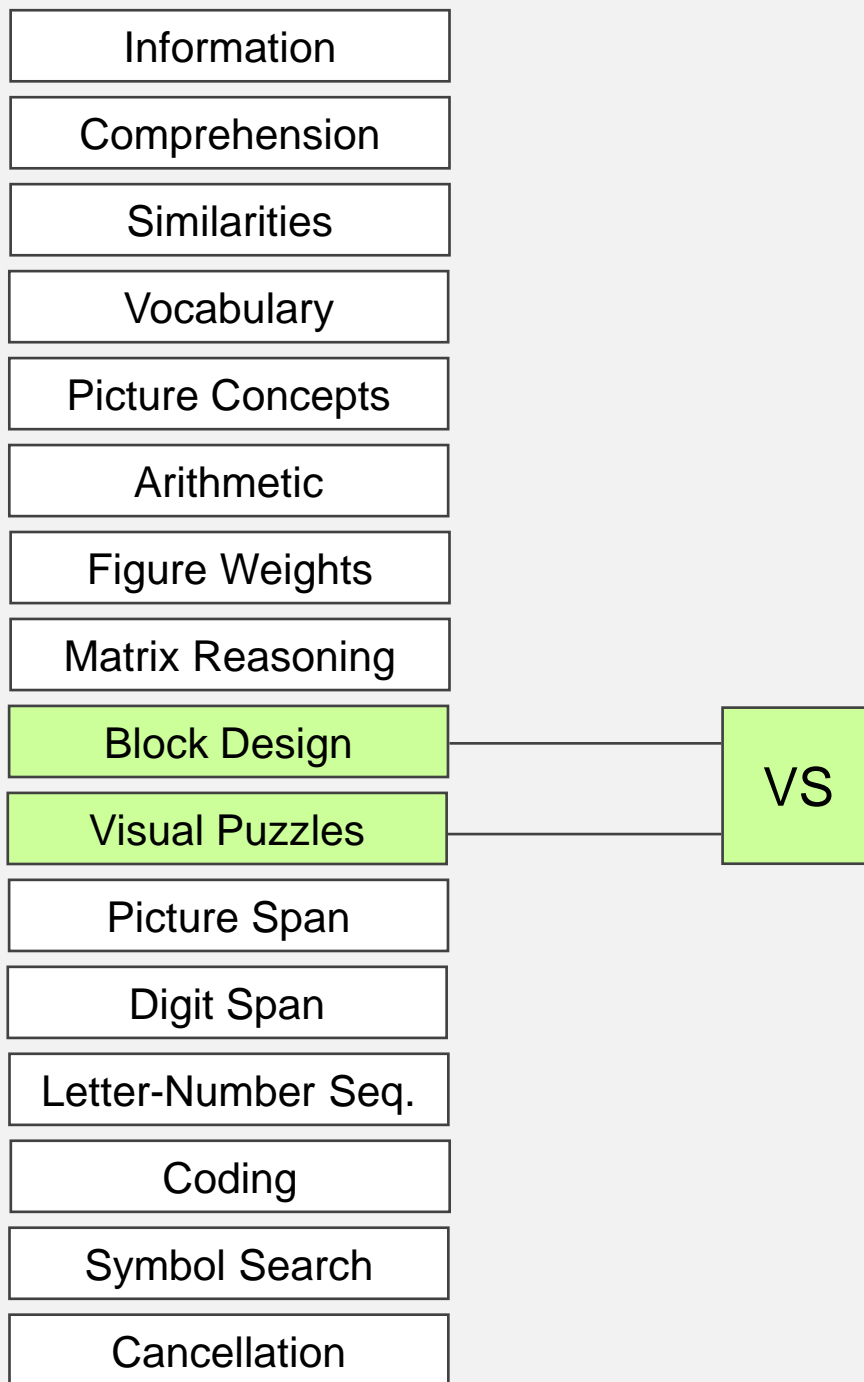 Information
Comprehension
Similarities
Vocabulary
Picture Concepts
Arithmetic
Figure Weights
Matrix Reasoning
Block Design
VS
Visual Puzzles
Picture Span
Digit Span
Letter-Number Seq.
Coding
Symbol Search
Cancellation